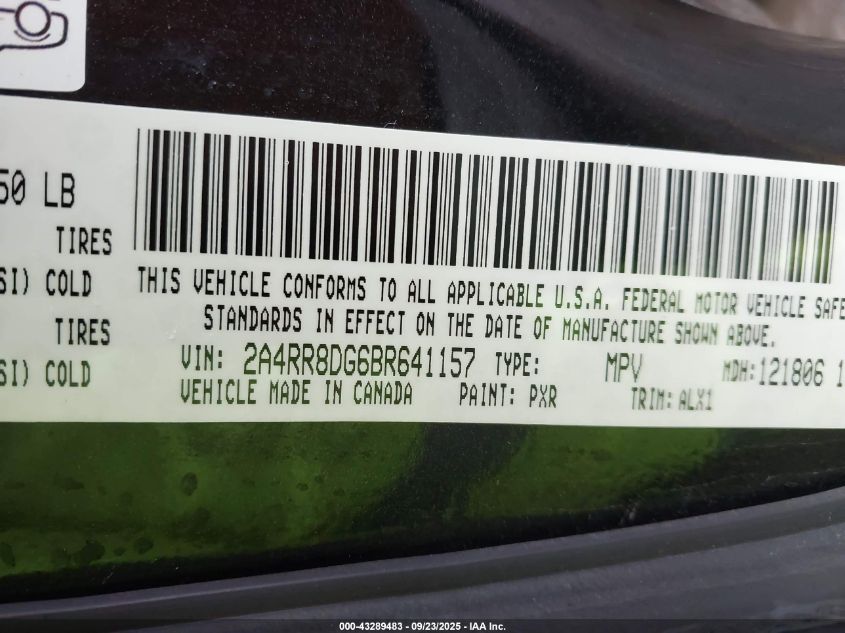 50 LB
TIRES
SI) COLD
TIRES
SI) COLD
THIS VEHICLE CONFORMS TO ALL APPLICABLE U.S.A. FEDERAL MOTOR VEHICLE SAFE
STANDARDS IN EFFECT ON THE DATE OF MANUFACTURE SHOWN ABOVE.
VIN: 2A4RR8DG6BR641157 TYPE: MPV MDH:121806 1
VEHICLE MADE IN CANADA PAINT: PXR TRIM: ALX1
000-43289483 - 09/23/2025 - IAA Inc.